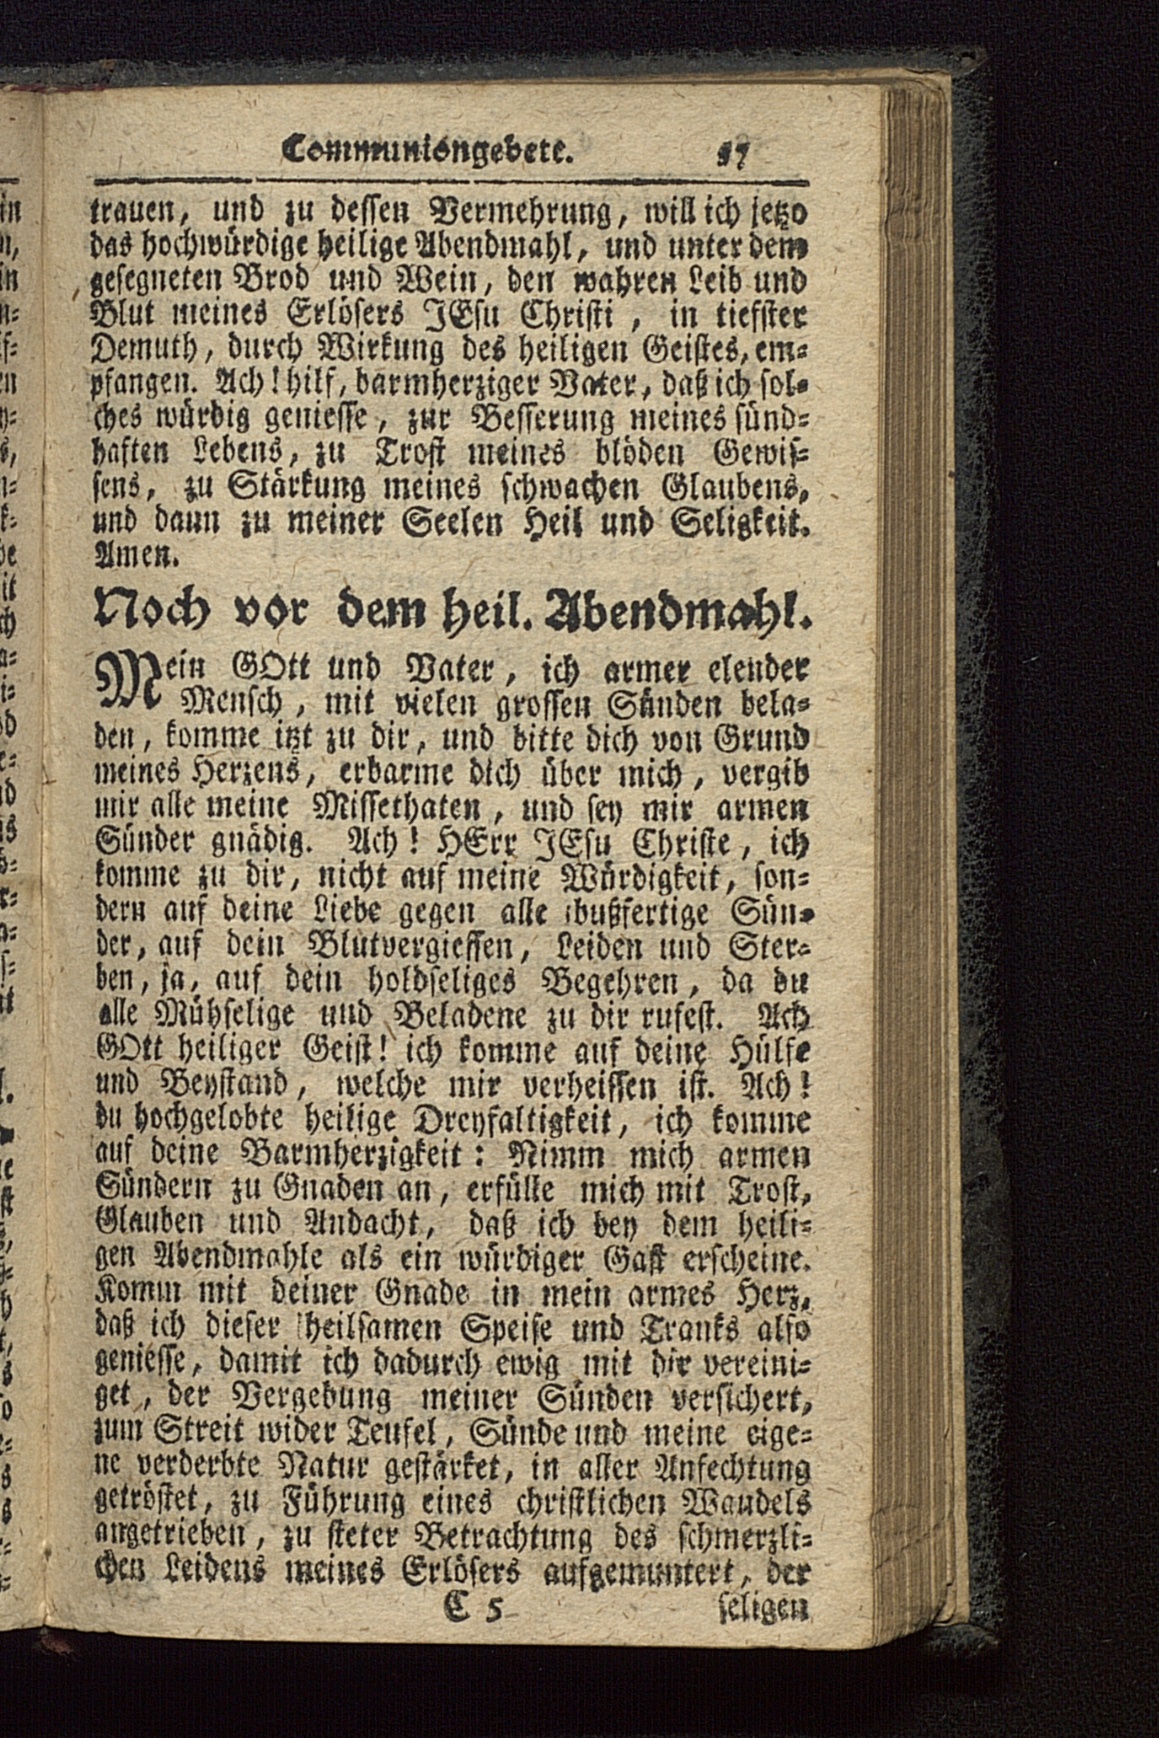 Communiongebete. 57
trauen, und zu dessen Vermehrung, will ich jetzo
das hochwürdige heilige Abendmahl, und unter dem
gesegneten Brod und Wein, den wahren Leib und
Blut meines Erlösers JEsu Christi, in tiefster
Demuth, durch Wirkung des heiligen Geistes, em-
pfangen. Ach! hilf, barmherziger Vater, daß ich sol-
ches würdig geniesse, zur Besserung meines sünd-
haften Lebens, zu Trost meines blöden Gewis-
sens, zu Stärkung meines schwachen Glaubens,
und dann zu meiner Seelen Heil und Seligkeit.
Amen.
Noch vor dem heil. Abendmahl.
Mein GOtt und Vater, ich armer elender
Mensch, mit vielen grossen Sünden bela-
den, komme itzt zu dir, und bitte dich von Grund
meines Herzens, erbarme dich über mich, vergib
mir alle meine Missethaten, und sey mir armen
Sünder gnädig. Ach! HErr JEsu Christe, ich
komme zu dir, nicht auf meine Würdigkeit, son-
dern auf deine Liebe gegen alle bußfertige Sün-
der, auf dein Blutvergiessen, Leiden und Ster-
ben, ja, auf dein holdseliges Begehren, da du
alle Mühselige und Beladene zu dir rufest. Ach
GOtt heiliger Geist! ich komme auf deine Hülfe
und Beystand, welche mir verheissen ist. Ach!
du hochgelobte heilige Dreyfaltigkeit, ich komme
auf deine Barmherzigkeit: Nimm mich armen
Sündern zu Gnaden an, erfülle mich mit Trost,
Glauben und Andacht, daß ich bey dem heili-
gen Abendmahle als ein würdiger Gast erscheine.
Komm mit deiner Gnade in mein armes Herz,
daß ich dieser heilsamen Speise und Tranks also
geniesse, damit ich dadurch ewig mit dir vereini-
get, der Vergebung meiner Sünden versichert,
zum Streit wider Teufel, Sünde und meine eige-
ne verderbte Natur gestärket, in aller Anfechtung
getröstet, zu Führung eines christlichen Wandels
angetrieben, zu steter Betrachtung des schmerzli-
chen Leidens meines Erlösers aufgemuntert, der
C 5 seligen